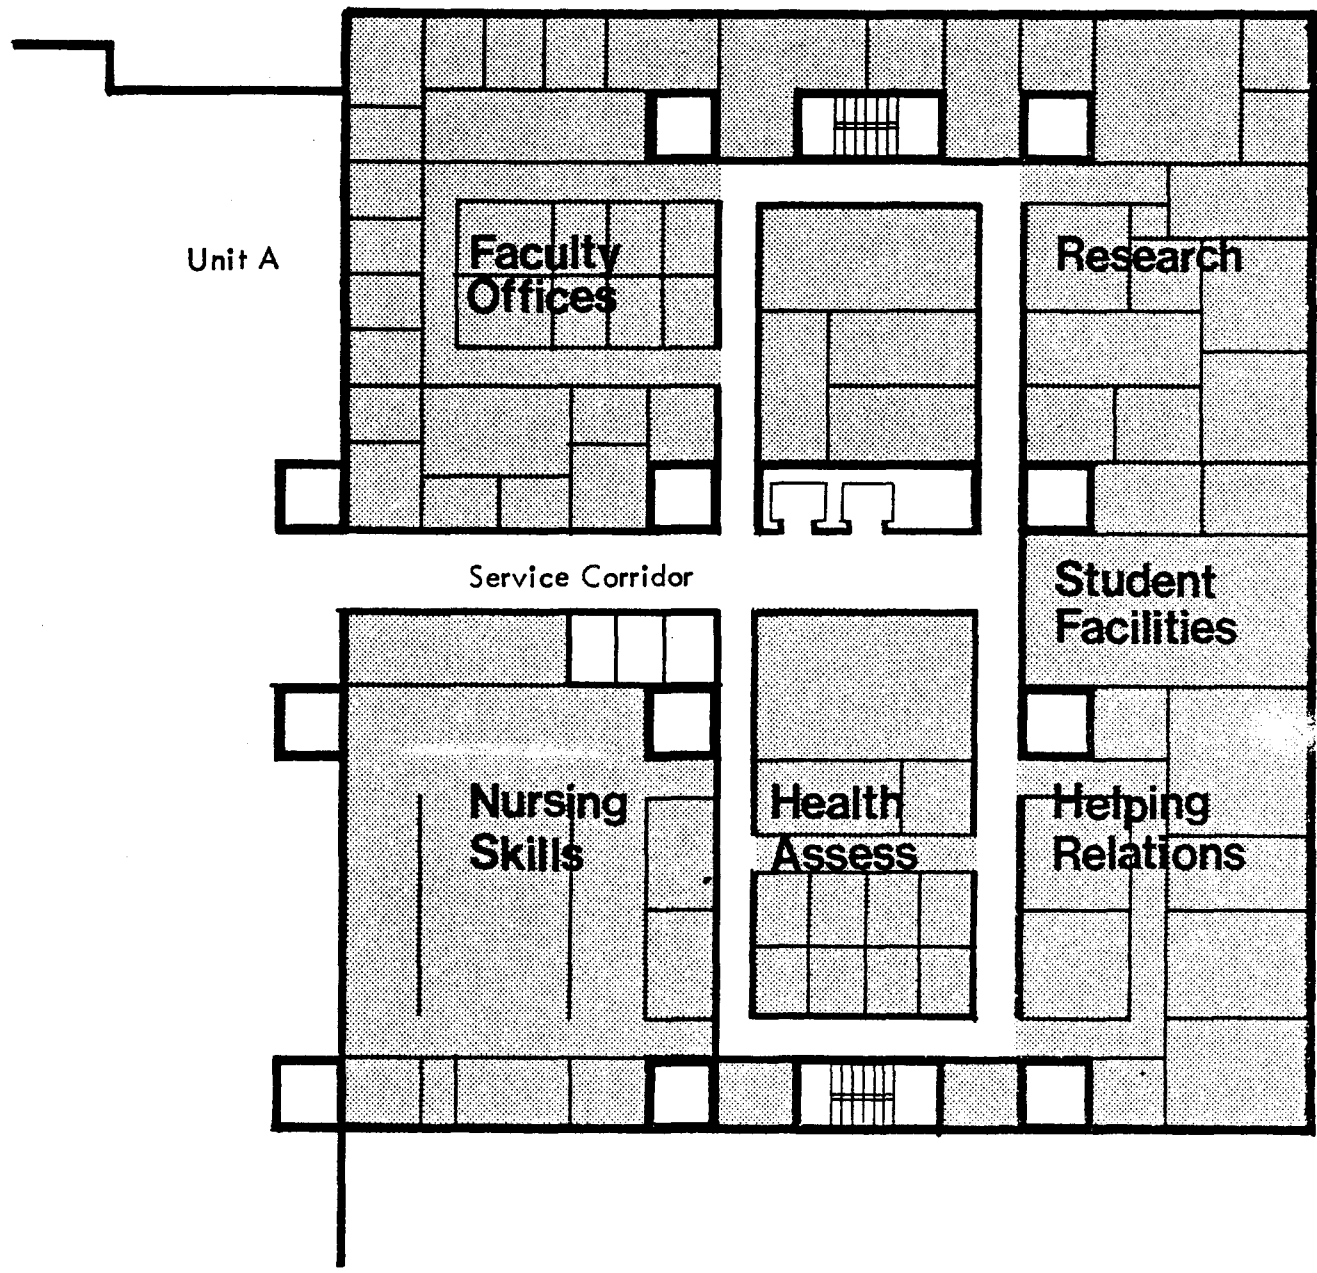 Unit A
Faculty
Offices
Research
Service Corridor
Student
Facilities
Nursing
Skills
Health
Assess
Helping
Relations